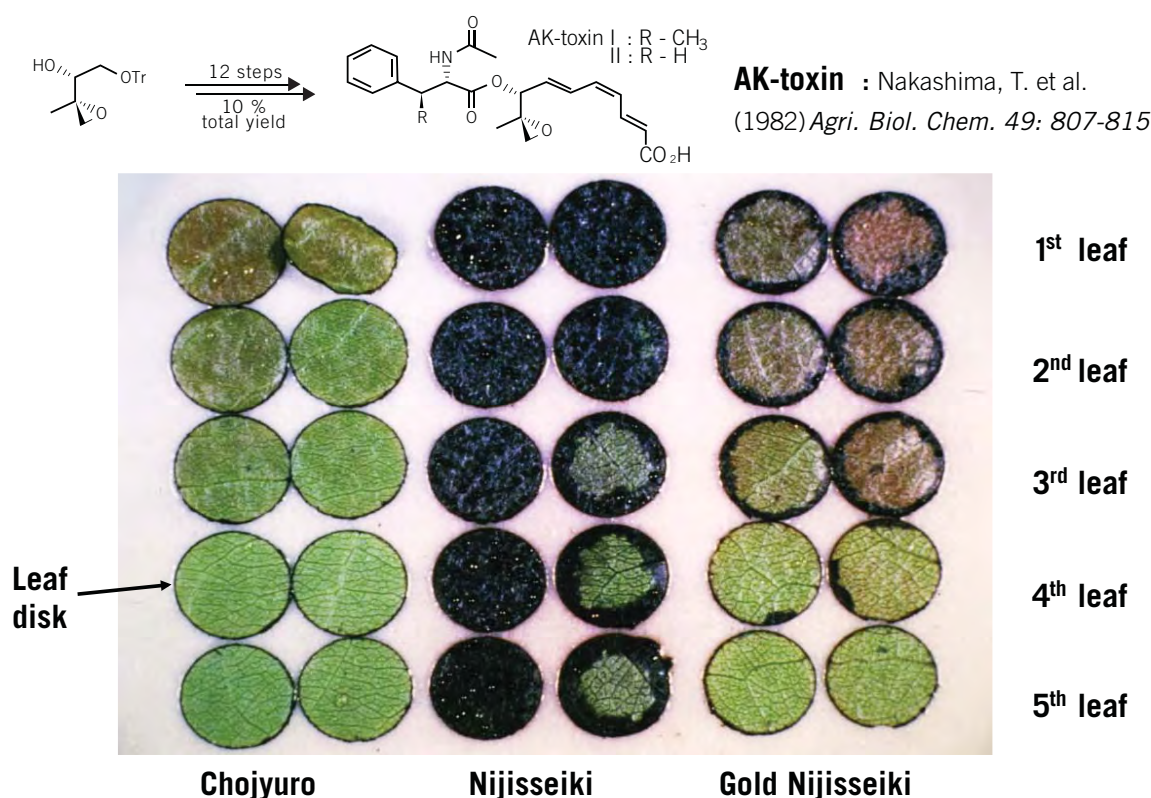 HO
OTr
O
12 steps
10 %
total yield
O
HN
O
R
O
O
CO₂H
AK-toxin I : R - CH₃
II : R - H
AK-toxin : Nakashima, T. et al.
(1982) Agri. Biol. Chem. 49: 807-815
1st leaf
2nd leaf
3rd leaf
Leaf
disk
4th leaf
5th leaf
Chojyuro
Nijisseiki
Gold Nijisseiki